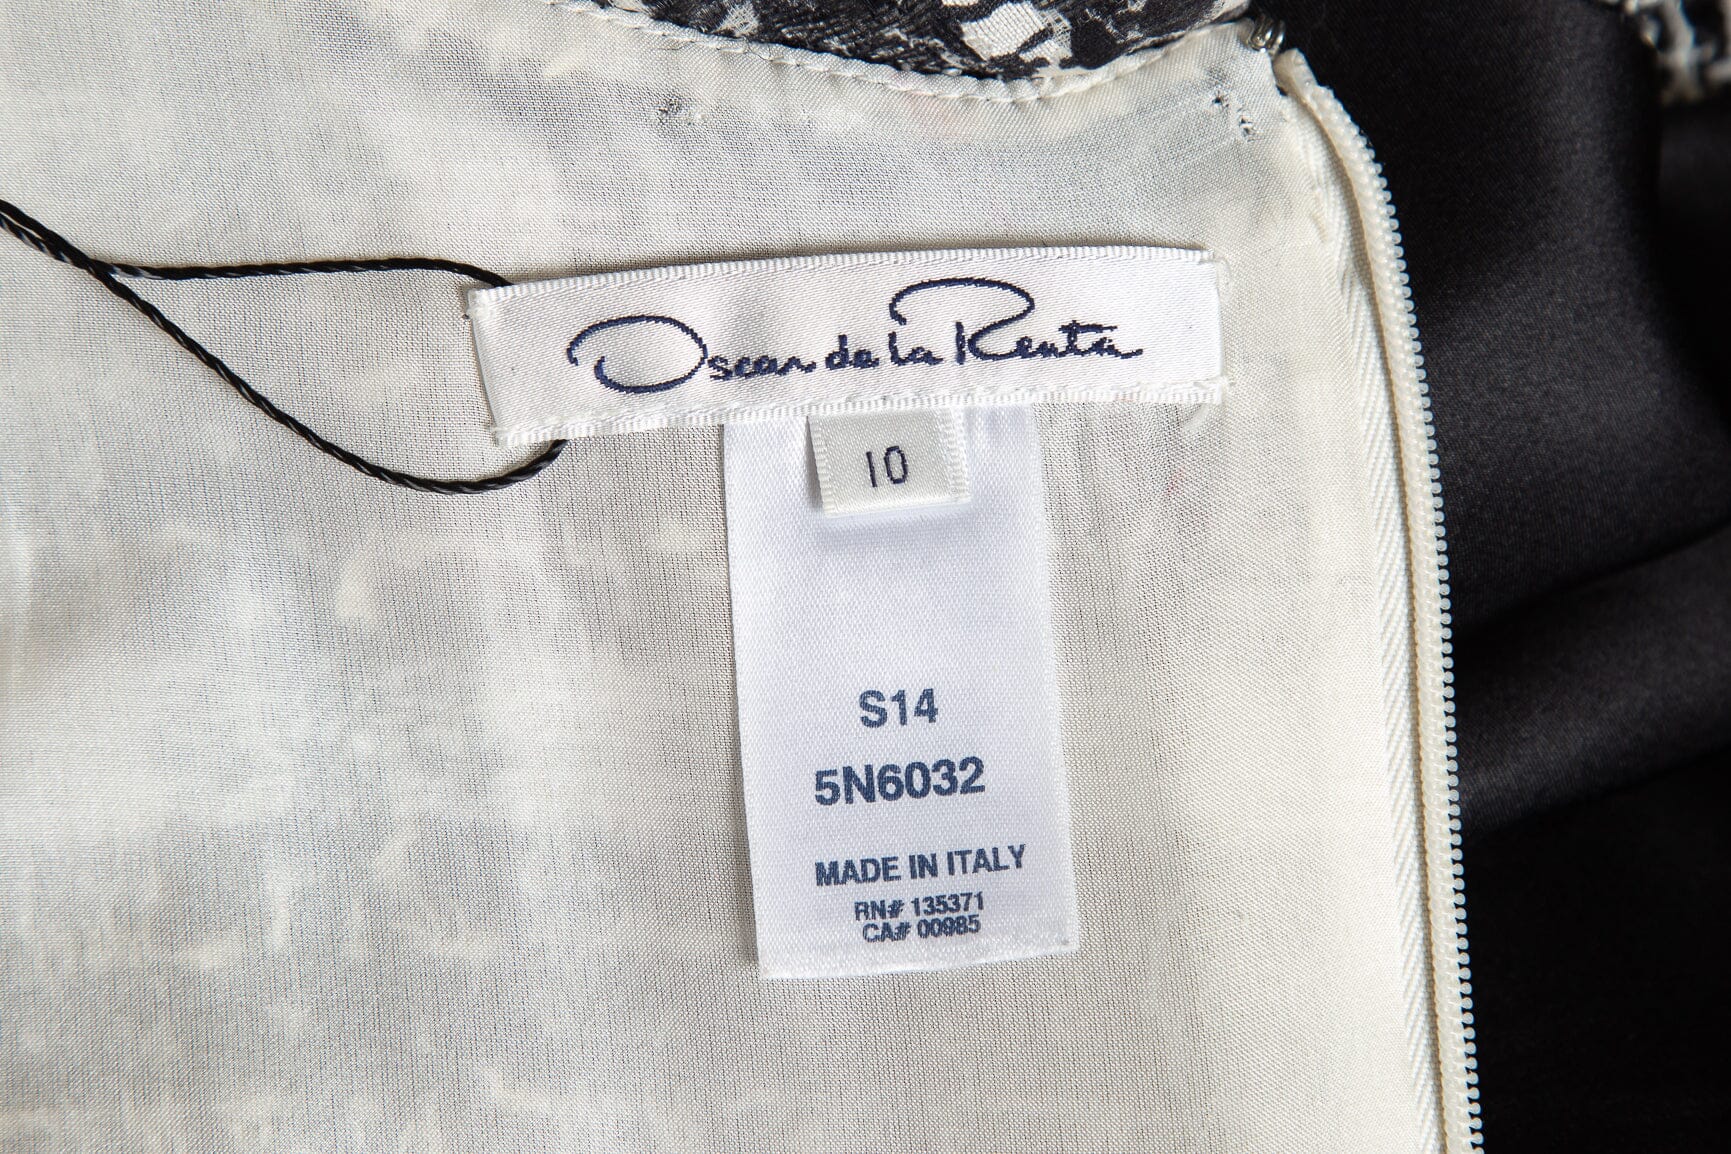 Oscar de la Renta
10
S14
5N6032
MADE IN ITALY
RN# 135371
CA# 00985